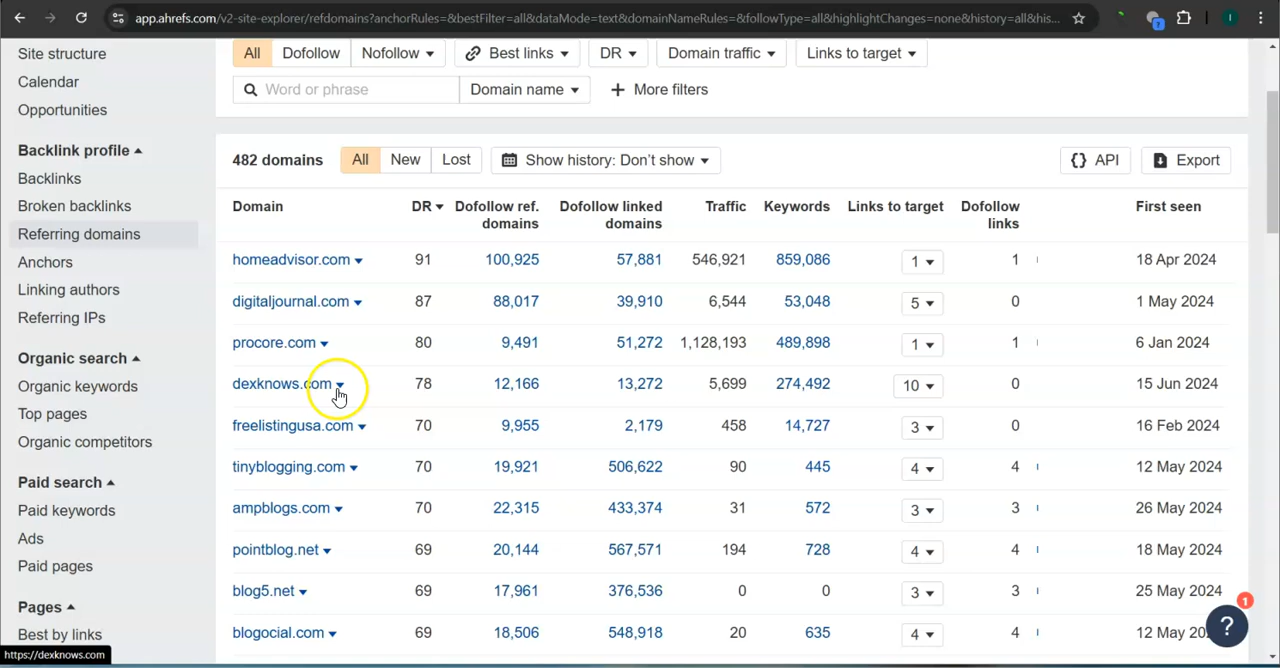 app.ahrefs.com/v2-site-explorer/refdomains?anchorRules=&bestFilter=all&dataMode=text&domainNameRules=&followType=all&highlightChanges=none&history=all&his...
I
Site structure
Calendar
Opportunities
Backlink profile
Backlinks
Broken backlinks
Referring domains
Anchors
Linking authors
Referring IPs
Organic search
Organic keywords
Top pages
Organic competitors
Paid search
Paid keywords
Ads
Paid pages
Pages
Best by links
https://dexknows.com
All Dofollow Nofollow Best links DR Domain traffic Links to target
Word or phrase Domain name + More filters
482 domains All New Lost Show history: Don't show {} API Export
Domain DR Dofollow ref. domains Dofollow linked domains Traffic Keywords Links to target Dofollow links First seen
homeadvisor.com 91 100,925 57,881 546,921 859,086 1 1 18 Apr 2024
digitaljournal.com 87 88,017 39,910 6,544 53,048 5 0 1 May 2024
procore.com 80 9,491 51,272 1,128,193 489,898 1 1 6 Jan 2024
dexknows.com 78 12,166 13,272 5,699 274,492 10 0 15 Jun 2024
freelistingusa.com 70 9,955 2,179 458 14,727 3 0 16 Feb 2024
tinyblogging.com 70 19,921 506,622 90 445 4 4 12 May 2024
ampblogs.com 70 22,315 433,374 31 572 3 3 26 May 2024
pointblog.net 69 20,144 567,571 194 728 4 4 18 May 2024
blog5.net 69 17,961 376,536 0 0 3 3 25 May 2024
blogocial.com 69 18,506 548,918 20 635 4 4 12 May
? 1